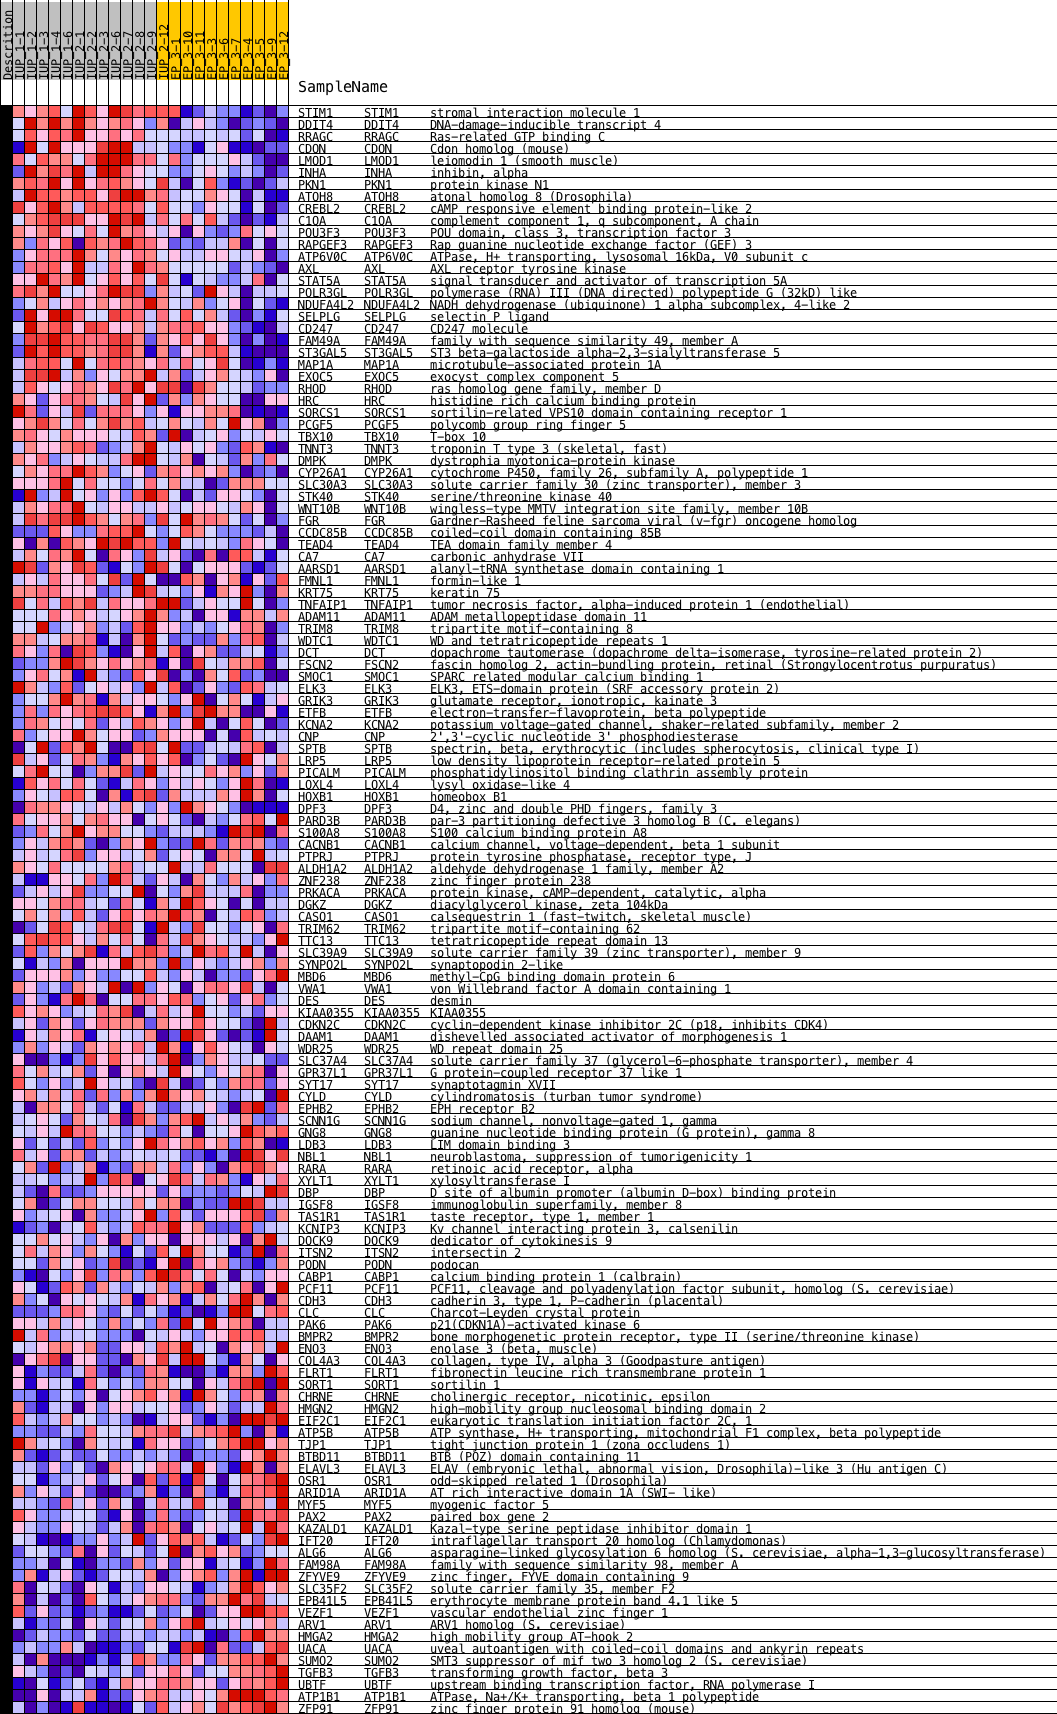 Descrition
IUP_1-1
IUP_1-2
IUP_1-3
IUP_1-4
IUP_1-6
IUP_2-1
IUP_2-2
IUP_2-3
IUP_2-6
IUP_2-7
IUP_2-8
IUP_2-9
IUP_2-12
EP_3-1
EP_3-10
EP_3-11
EP_3-3
EP_3-6
EP_3-7
EP_3-4
EP_3-5
EP_3-9
EP_3-12
SampleName
STIM1 STIM1 stromal interaction molecule 1
DDIT4 DDIT4 DNA-damage-inducible transcript 4
RRAGC RRAGC Ras-related GTP binding C
CDON CDON Cdon homolog (mouse)
LMOD1 LMOD1 leiomodin 1 (smooth muscle)
INHA INHA inhibin, alpha
PKN1 PKN1 protein kinase N1
ATOH8 ATOH8 atonal homolog 8 (Drosophila)
CREBL2 CREBL2 cAMP responsive element binding protein-like 2
C1QA C1QA complement component 1, q subcomponent, A chain
POU3F3 POU3F3 POU domain, class 3, transcription factor 3
RAPGEF3 RAPGEF3 Rap guanine nucleotide exchange factor (GEF) 3
ATP6V0C ATP6V0C ATPase, H+ transporting, lysosomal 16kDa, V0 subunit c
AXL AXL AXL receptor tyrosine kinase
STAT5A STAT5A signal transducer and activator of transcription 5A
POLR3GL POLR3GL polymerase (RNA) III (DNA directed) polypeptide G (32kD) like
NDUFA4L2 NDUFA4L2 NADH dehydrogenase (ubiquinone) 1 alpha subcomplex, 4-like 2
SELPLG SELPLG selectin P ligand
CD247 CD247 CD247 molecule
FAM49A FAM49A family with sequence similarity 49, member A
ST3GAL5 ST3GAL5 ST3 beta-galactoside alpha-2,3-sialyltransferase 5
MAP1A MAP1A microtubule-associated protein 1A
EXOC5 EXOC5 exocyst complex component 5
RHOD RHOD ras homolog gene family, member D
HRC HRC histidine rich calcium binding protein
SORCS1 SORCS1 sortilin-related VPS10 domain containing receptor 1
PCGF5 PCGF5 polycomb group ring finger 5
TBX10 TBX10 T-box 10
TNNT3 TNNT3 troponin T type 3 (skeletal, fast)
DMPK DMPK dystrophia myotonica-protein kinase
CYP26A1 CYP26A1 cytochrome P450, family 26, subfamily A, polypeptide 1
SLC30A3 SLC30A3 solute carrier family 30 (zinc transporter), member 3
STK40 STK40 serine/threonine kinase 40
WNT10B WNT10B wingless-type MMTV integration site family, member 10B
FGR FGR Gardner-Rasheed feline sarcoma viral (v-fgr) oncogene homolog
CCDC85B CCDC85B coiled-coil domain containing 85B
TEAD4 TEAD4 TEA domain family member 4
CA7 CA7 carbonic anhydrase VII
AARSD1 AARSD1 alanyl-tRNA synthetase domain containing 1
FMNL1 FMNL1 formin-like 1
KRT75 KRT75 keratin 75
TNFAIP1 TNFAIP1 tumor necrosis factor, alpha-induced protein 1 (endothelial)
ADAM11 ADAM11 ADAM metallopeptidase domain 11
TRIM8 TRIM8 tripartite motif-containing 8
WDTC1 WDTC1 WD and tetratricopeptide repeats 1
DCT DCT dopachrome tautomerase (dopachrome delta-isomerase, tyrosine-related protein 2)
FSCN2 FSCN2 fascin homolog 2, actin-bundling protein, retinal (Strongylocentrotus purpuratus)
SMOC1 SMOC1 SPARC related modular calcium binding 1
ELK3 ELK3 ELK3, ETS-domain protein (SRF accessory protein 2)
GRIK3 GRIK3 glutamate receptor, ionotropic, kainate 3
ETFB ETFB electron-transfer-flavoprotein, beta polypeptide
KCNA2 KCNA2 potassium voltage-gated channel, shaker-related subfamily, member 2
CNP CNP 2',3'-cyclic nucleotide 3' phosphodiesterase
SPTB SPTB spectrin, beta, erythrocytic (includes spherocytosis, clinical type I)
LRP5 LRP5 low density lipoprotein receptor-related protein 5
PICALM PICALM phosphatidylinositol binding clathrin assembly protein
LOXL4 LOXL4 lysyl oxidase-like 4
HOXB1 HOXB1 homeobox B1
DPF3 DPF3 D4, zinc and double PHD fingers, family 3
PARD3B PARD3B par-3 partitioning defective 3 homolog B (C. elegans)
S100A8 S100A8 S100 calcium binding protein A8
CACNB1 CACNB1 calcium channel, voltage-dependent, beta 1 subunit
PTPRJ PTPRJ protein tyrosine phosphatase, receptor type, J
ALDH1A2 ALDH1A2 aldehyde dehydrogenase 1 family, member A2
ZNF238 ZNF238 zinc finger protein 238
PRKACA PRKACA protein kinase, cAMP-dependent, catalytic, alpha
DGKZ DGKZ diacylglycerol kinase, zeta 104kDa
CASQ1 CASQ1 calsequestrin 1 (fast-twitch, skeletal muscle)
TRIM62 TRIM62 tripartite motif-containing 62
TTC13 TTC13 tetratricopeptide repeat domain 13
SLC39A9 SLC39A9 solute carrier family 39 (zinc transporter), member 9
SYNPO2L SYNPO2L synaptopodin 2-like
MBD6 MBD6 methyl-CpG binding domain protein 6
VWA1 VWA1 von Willebrand factor A domain containing 1
DES DES desmin
KIAA0355 KIAA0355 KIAA0355
CDKN2C CDKN2C cyclin-dependent kinase inhibitor 2C (p18, inhibits CDK4)
DAAM1 DAAM1 dishevelled associated activator of morphogenesis 1
WDR25 WDR25 WD repeat domain 25
SLC37A4 SLC37A4 solute carrier family 37 (glycerol-6-phosphate transporter), member 4
GPR37L1 GPR37L1 G protein-coupled receptor 37 like 1
SYT17 SYT17 synaptotagmin XVII
CYLD CYLD cylindromatosis (turban tumor syndrome)
EPHB2 EPHB2 EPH receptor B2
SCNN1G SCNN1G sodium channel, nonvoltage-gated 1, gamma
GNG8 GNG8 guanine nucleotide binding protein (G protein), gamma 8
LDB3 LDB3 LIM domain binding 3
NBL1 NBL1 neuroblastoma, suppression of tumorigenicity 1
RARA RARA retinoic acid receptor, alpha
XYLT1 XYLT1 xylosyltransferase I
DBP DBP D site of albumin promoter (albumin D-box) binding protein
IGSF8 IGSF8 immunoglobulin superfamily, member 8
TAS1R1 TAS1R1 taste receptor, type 1, member 1
KCNIP3 KCNIP3 Kv channel interacting protein 3, calsenilin
DOCK9 DOCK9 dedicator of cytokinesis 9
ITSN2 ITSN2 intersectin 2
PODN PODN podocan
CABP1 CABP1 calcium binding protein 1 (calbrain)
PCF11 PCF11 PCF11, cleavage and polyadenylation factor subunit, homolog (S. cerevisiae)
CDH3 CDH3 cadherin 3, type 1, P-cadherin (placental)
CLC CLC Charcot-Leyden crystal protein
PAK6 PAK6 p21(CDKN1A)-activated kinase 6
BMPR2 BMPR2 bone morphogenetic protein receptor, type II (serine/threonine kinase)
ENO3 ENO3 enolase 3 (beta, muscle)
COL4A3 COL4A3 collagen, type IV, alpha 3 (Goodpasture antigen)
FLRT1 FLRT1 fibronectin leucine rich transmembrane protein 1
SORT1 SORT1 sortilin 1
CHRNE CHRNE cholinergic receptor, nicotinic, epsilon
HMGN2 HMGN2 high-mobility group nucleosomal binding domain 2
EIF2C1 EIF2C1 eukaryotic translation initiation factor 2C, 1
ATP5B ATP5B ATP synthase, H+ transporting, mitochondrial F1 complex, beta polypeptide
TJP1 TJP1 tight junction protein 1 (zona occludens 1)
BTBD11 BTBD11 BTB (POZ) domain containing 11
ELAVL3 ELAVL3 ELAV (embryonic lethal, abnormal vision, Drosophila)-like 3 (Hu antigen C)
OSR1 OSR1 odd-skipped related 1 (Drosophila)
ARID1A ARID1A AT rich interactive domain 1A (SWI- like)
MYF5 MYF5 myogenic factor 5
PAX2 PAX2 paired box gene 2
KAZALD1 KAZALD1 Kazal-type serine peptidase inhibitor domain 1
IFT20 IFT20 intraflagellar transport 20 homolog (Chlamydomonas)
ALG6 ALG6 asparagine-linked glycosylation 6 homolog (S. cerevisiae, alpha-1,3-glucosyltransferase)
FAM98A FAM98A family with sequence similarity 98, member A
ZFYVE9 ZFYVE9 zinc finger, FYVE domain containing 9
SLC35F2 SLC35F2 solute carrier family 35, member F2
EPB41L5 EPB41L5 erythrocyte membrane protein band 4.1 like 5
VEZF1 VEZF1 vascular endothelial zinc finger 1
ARV1 ARV1 ARV1 homolog (S. cerevisiae)
HMGA2 HMGA2 high mobility group AT-hook 2
UACA UACA uveal autoantigen with coiled-coil domains and ankyrin repeats
SUMO2 SUMO2 SMT3 suppressor of mif two 3 homolog 2 (S. cerevisiae)
TGFB3 TGFB3 transforming growth factor, beta 3
UBTF UBTF upstream binding transcription factor, RNA polymerase I
ATP1B1 ATP1B1 ATPase, Na+/K+ transporting, beta 1 polypeptide
ZFP91 ZFP91 zinc finger protein 91 homolog (mouse)